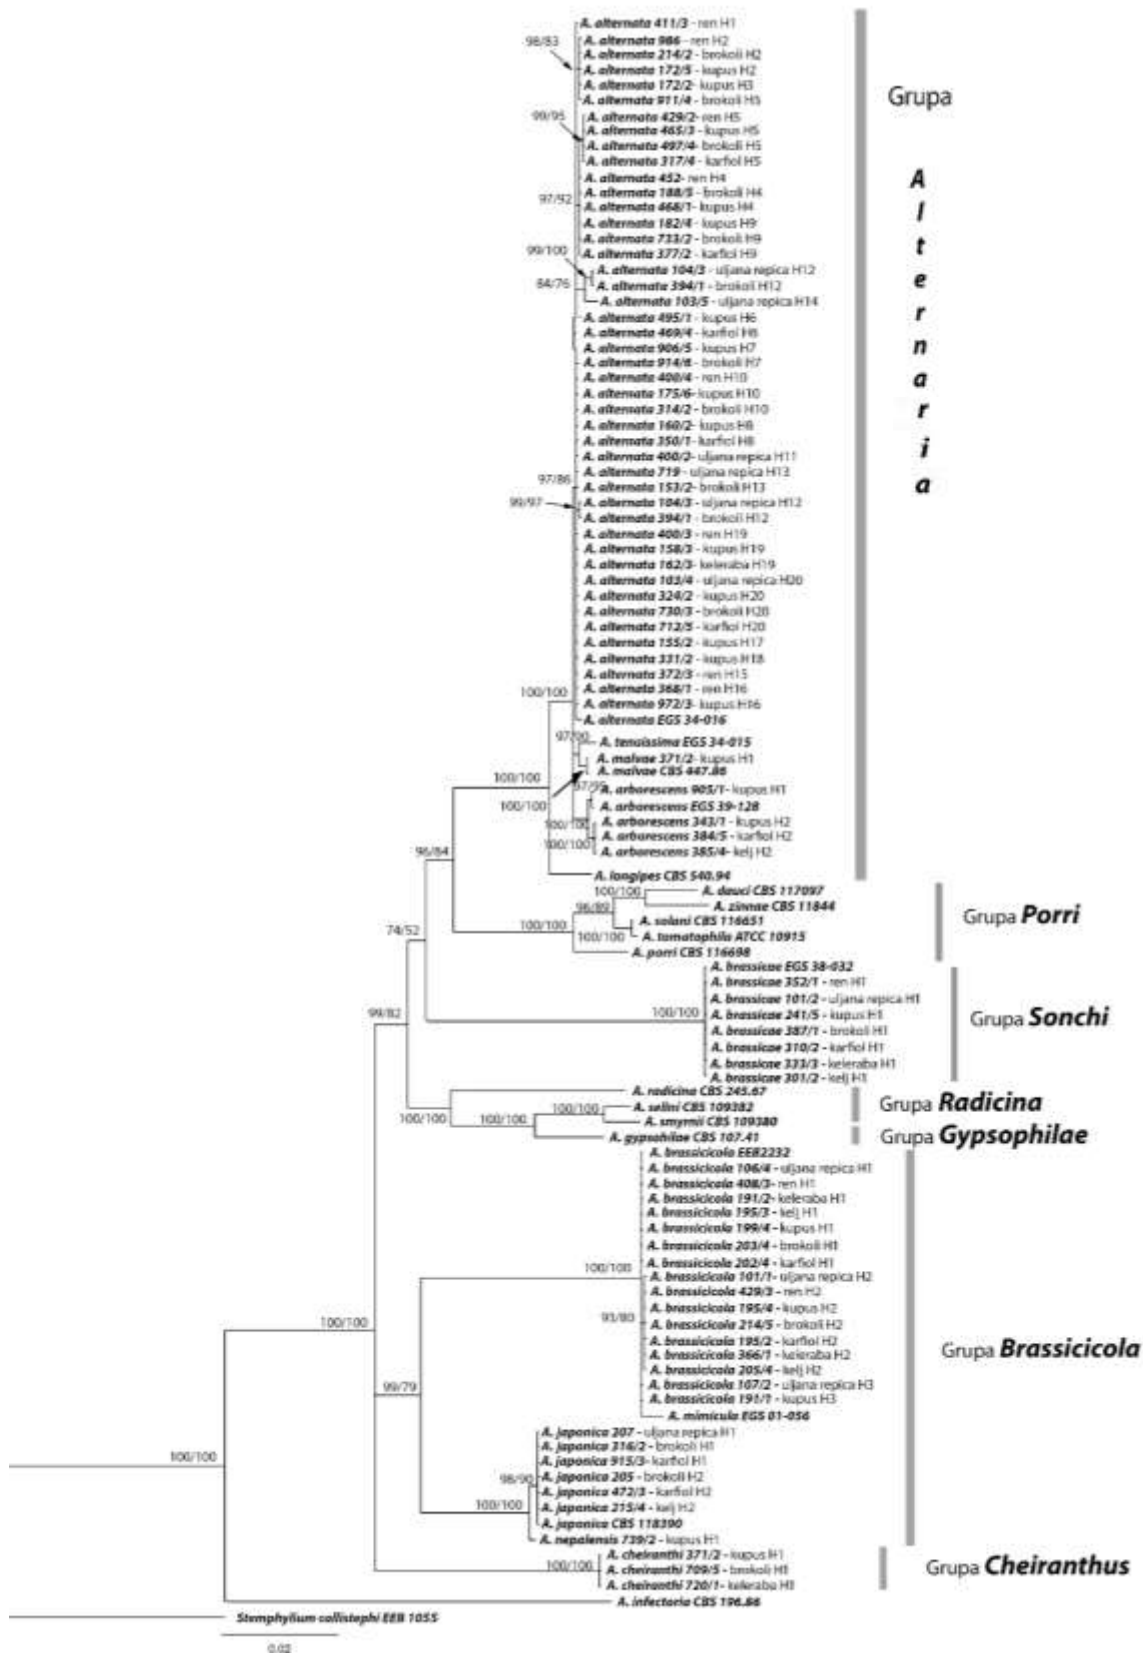 A. alternata 411/3 - ren H1
98/83
A. alternata 986 - ren H2
A. alternata 214/2 - brokoli H2
A. alternata 172/5 - kupus H2
A. alternata 172/2 - kupus H3
A. alternata 911/4 - brokoli H3
Grupa
Alternaria
99/95
A. alternata 429/2 - ren H5
A. alternata 465/3 - kupus H5
A. alternata 497/4 - brokoli H5
A. alternata 317/4 - karfiol H5
A. alternata 452 - ren H4
97/92
A. alternata 188/5 - brokoli H4
A. alternata 468/1 - kupus H4
A. alternata 182/4 - kupus H9
A. alternata 733/2 - brokoli H9
99/100
A. alternata 377/2 - karfiol H9
A. alternata 104/3 - uljana repica H12
84/76
A. alternata 394/1 - brokoli H12
A. alternata 103/5 - uljana repica H14
A. alternata 495/1 - kupus H6
A. alternata 469/4 - karfiol H6
A. alternata 906/5 - kupus H7
A. alternata 914/6 - brokoli H7
A. alternata 400/4 - ren H10
A. alternata 175/6 - kupus H10
A. alternata 314/2 - brokoli H10
A. alternata 160/2 - kupus H8
A. alternata 350/1 - karfiol H8
A. alternata 400/2 - uljana repica H11
A. alternata 719 - uljana repica H13
97/86
A. alternata 153/2 - brokoli H13
99/97
A. alternata 104/3 - uljana repica H12
A. alternata 394/1 - brokoli H12
A. alternata 400/3 - ren H19
A. alternata 158/3 - kupus H19
A. alternata 162/3 - keleraba H19
A. alternata 103/4 - uljana repica H20
A. alternata 324/2 - kupus H20
A. alternata 730/3 - brokoli H20
A. alternata 712/5 - karfiol H20
A. alternata 155/2 - kupus H17
A. alternata 331/2 - kupus H18
A. alternata 372/3 - ren H15
100/100
A. alternata 368/1 - ren H16
A. alternata 972/3 - kupus H16
A. alternata EGS 34-016
A. tenuissima EGS 34-015
A. malvae 371/2 - kupus H1
A. malvae CBS 447.86
100/100
A. arborescens 905/1 - kupus H1
100/100
A. arborescens EGS 39-128
A. arborescens 343/1 - kupus H2
100/100
A. arborescens 384/5 - karfiol H2
100/100
A. arborescens 385/4 - kelj H2
96/84
A. longipes CBS 540.94
100/100
A. dauci CBS 117097
A. zinnae CBS 11844
96/89
A. solani CBS 116651
Grupa Porri
100/100
100/100
A. tomatophila ATCC 10915
74/52
A. porri CBS 116698
A. brassicae EGS 38-032
A. brassicae 352/1 - ren H1
A. brassicae 101/2 - uljana repica H1
99/82
100/100
A. brassicae 241/5 - kupus H1
Grupa Sonchi
A. brassicae 387/1 - brokoli H1
A. brassicae 310/2 - karfiol H1
A. brassicae 333/3 - keleraba H1
A. brassicae 301/2 - kelj H1
A. radicina CBS 245.67
Grupa Radicina
100/100
100/100
100/100
A. selini CBS 109382
A. smyrnii CBS 109380
A. gypsohilae CBS 107.41
Grupa Gypsophilae
A. brassicicola EEB2232
A. brassicicola 106/4 - uljana repica H1
A. brassicicola 408/3 - ren H1
A. brassicicola 191/2 - keleraba H1
A. brassicicola 195/3 - kelj H1
A. brassicicola 199/4 - kupus H1
A. brassicicola 203/4 - brokoli H1
A. brassicicola 202/4 - karfiol H1
100/100
A. brassicicola 101/1 - uljana repica H2
A. brassicicola 429/3 - ren H2
A. brassicicola 195/4 - kupus H2
93/80
A. brassicicola 214/5 - brokoli H2
100/100
A. brassicicola 195/2 - karfiol H2
A. brassicicola 366/1 - keleraba H2
Grupa Brassicicola
A. brassicicola 205/4 - kelj H2
99/79
A. brassicicola 107/2 - uljana repica H3
A. brassicicola 191/1 - kupus H3
A. mimicula EGS 01-056
A. japonica 207 - uljana repica H1
A. japonica 316/2 - brokoli H1
100/100
A. japonica 915/3 - karfiol H1
98/90
A. japonica 205 - brokoli H2
A. japonica 472/3 - karfiol H2
100/100
A. japonica 215/4 - kelj H2
A. japonica CBS 118390
A. nepalensis 739/2 - kupus H1
A. cheiranthi 371/2 - kupus H1
100/100
A. cheiranthi 709/5 - brokoli H1
Grupa Cheiranthus
A. cheiranthi 720/1 - keleraba H1
A. infectoria CBS 196.86
Stemphylium callistephi EEB 1055
0.02